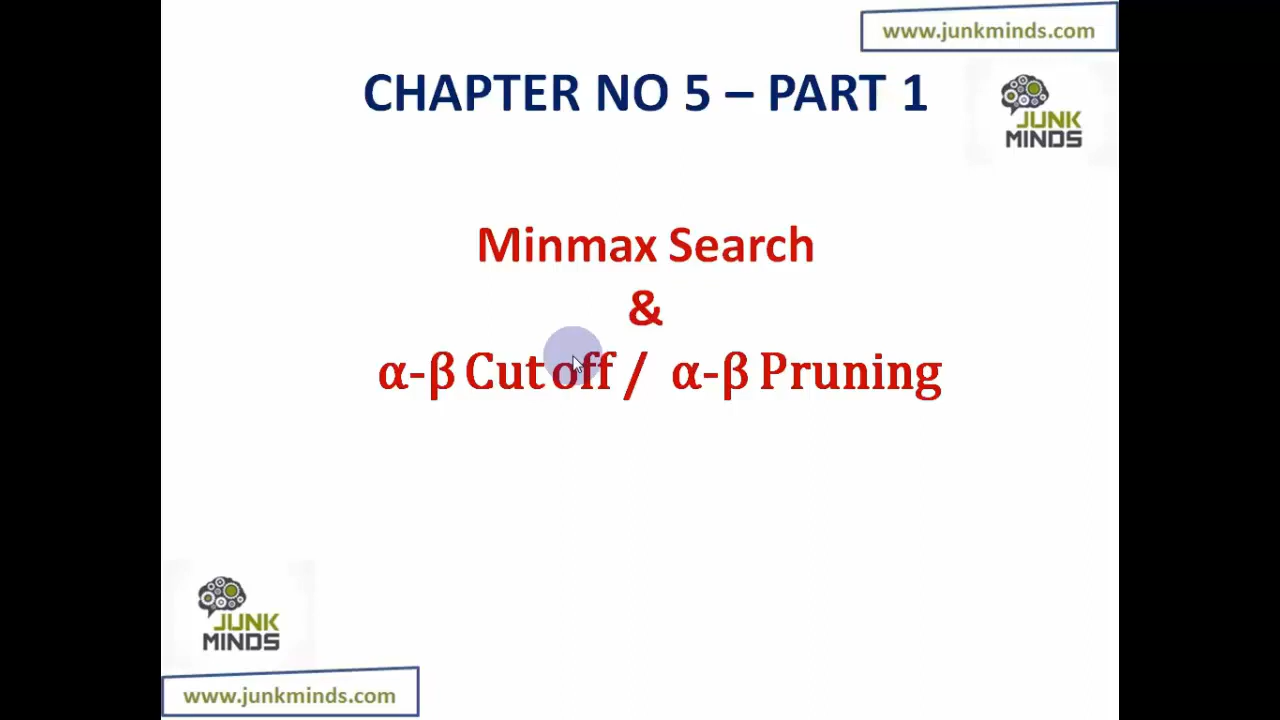 www.junkminds.com
CHAPTER NO 5 – PART 1
JUNK
MINDS
Minmax Search
&
α-β Cut off / α-β Pruning
JUNK
MINDS
www.junkminds.com